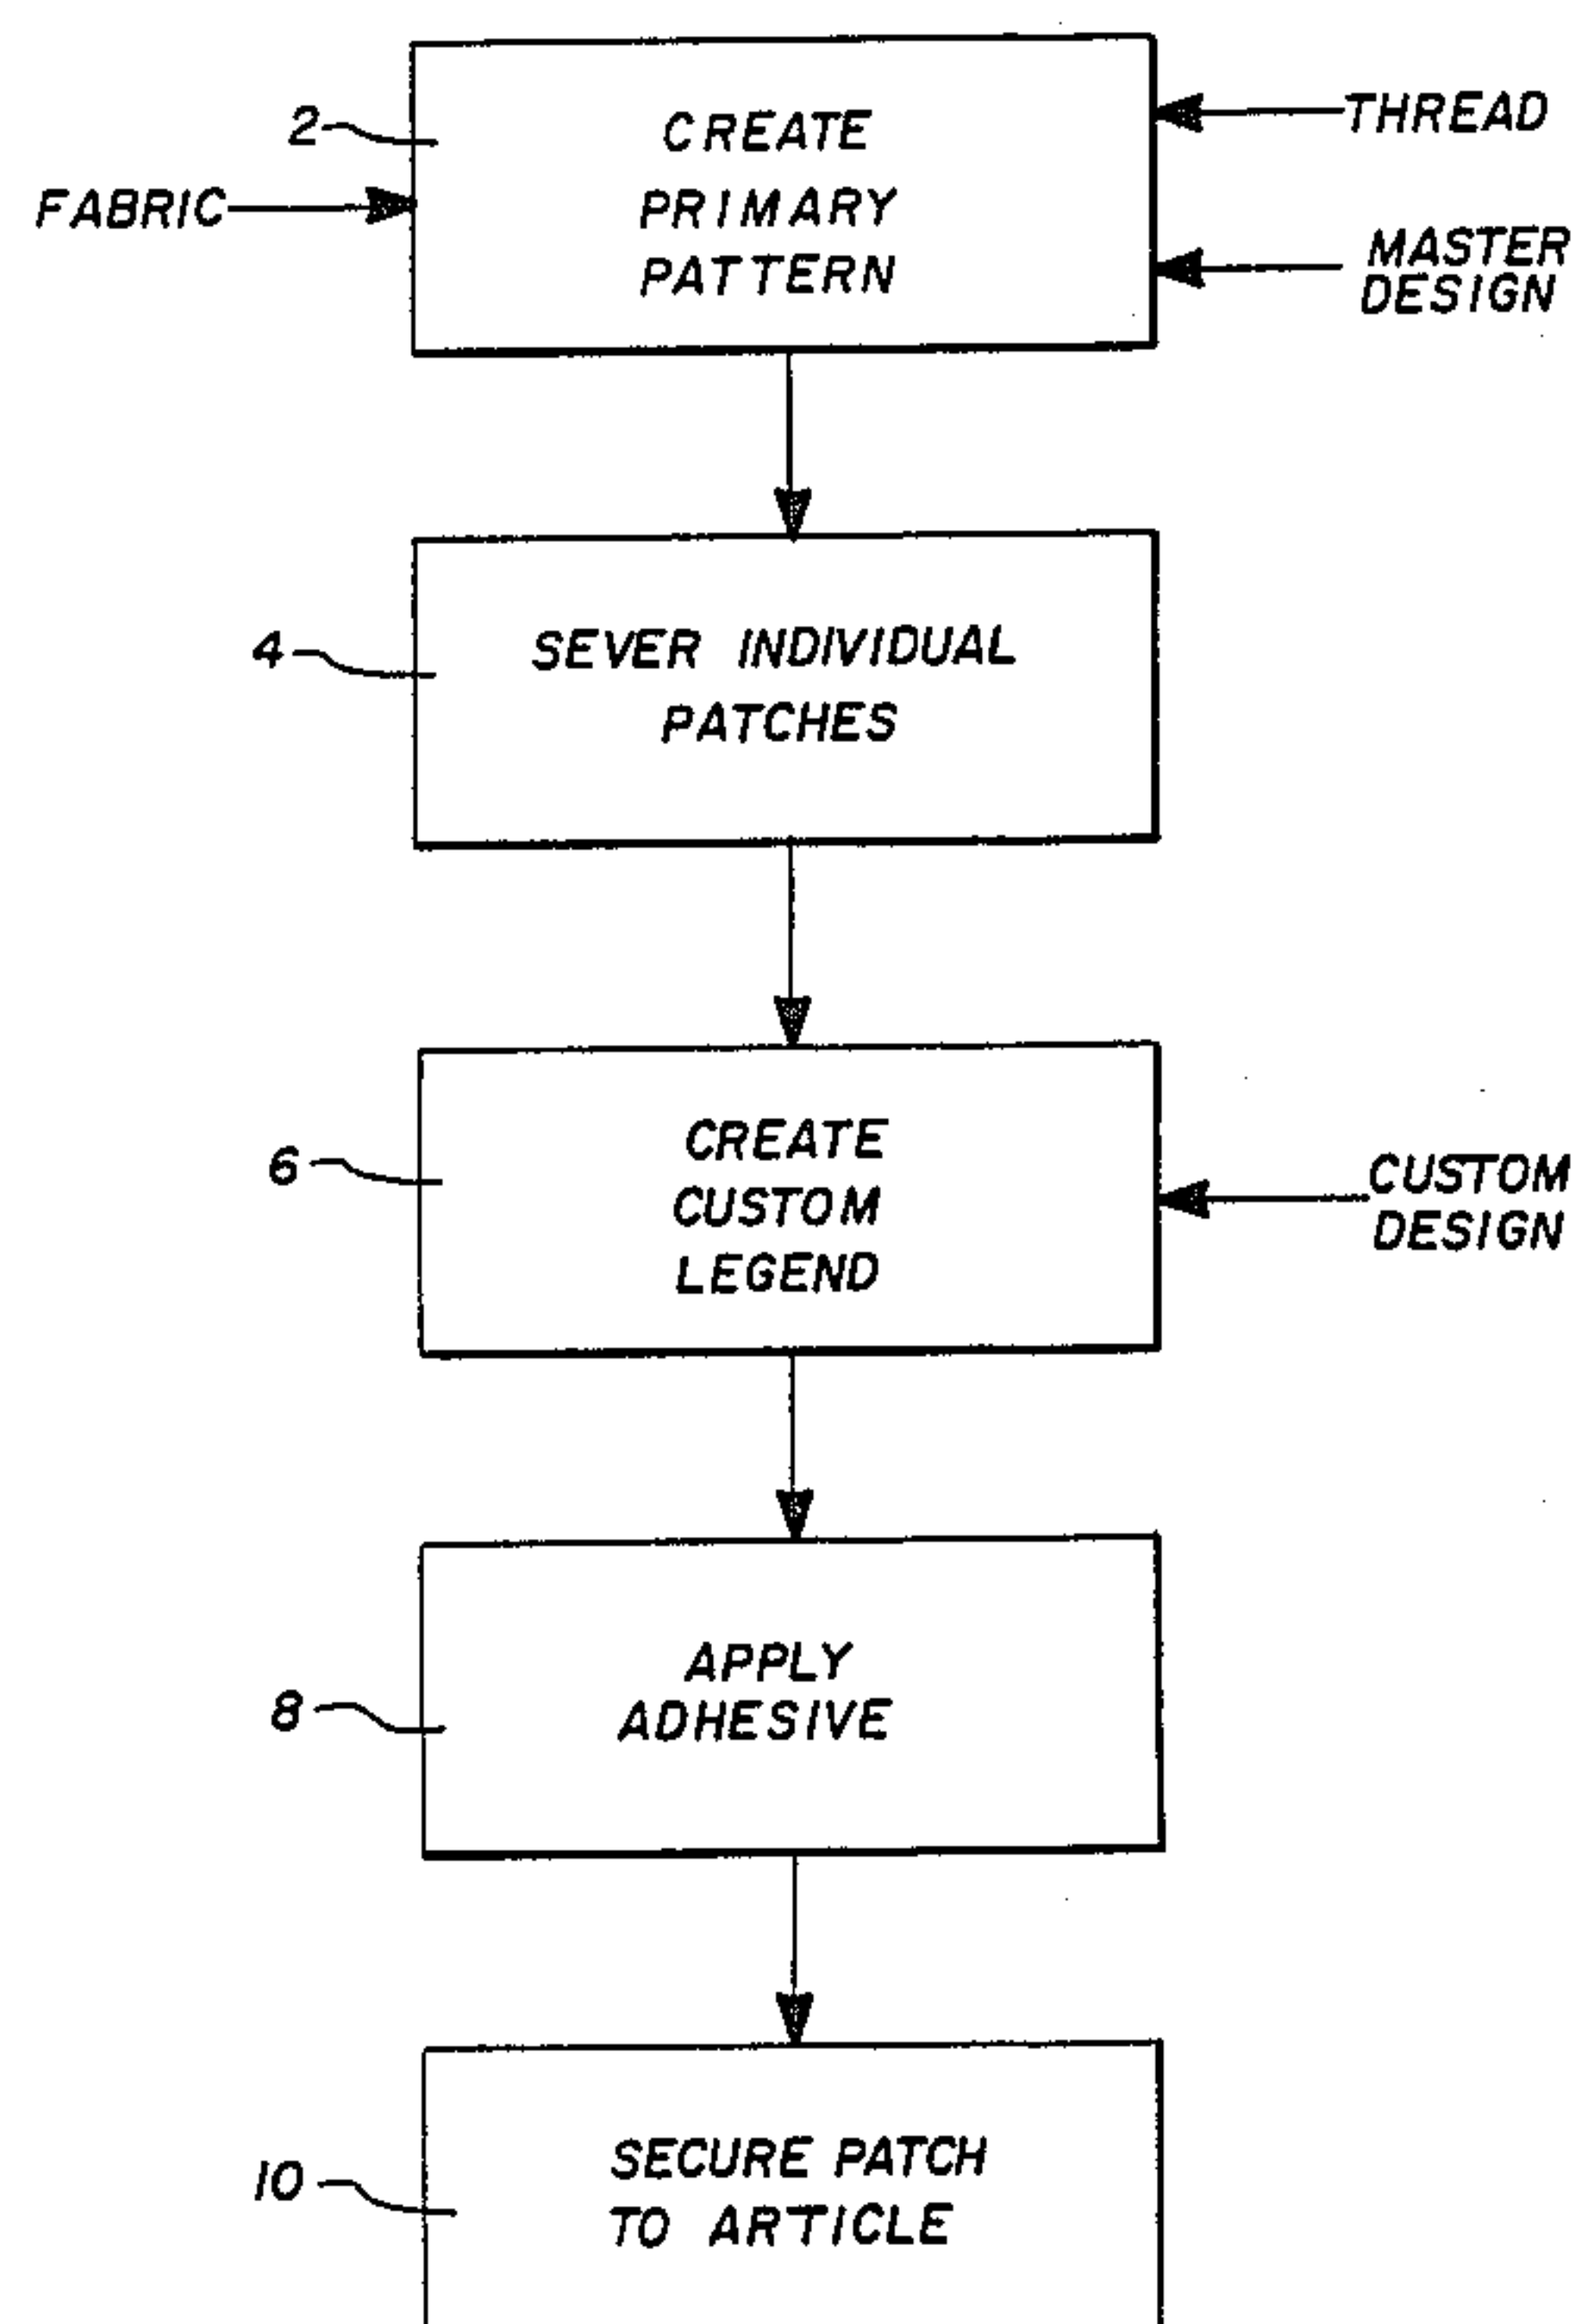 2
CREATE
PRIMARY
PATTERN
THREAD
FABRIC
MASTER
DESIGN
4
SEVER INDIVIDUAL
PATCHES
6
CREATE
CUSTOM
LEGEND
CUSTOM
DESIGN
8
APPLY
ADHESIVE
10
SECURE PATCH
TO ARTICLE